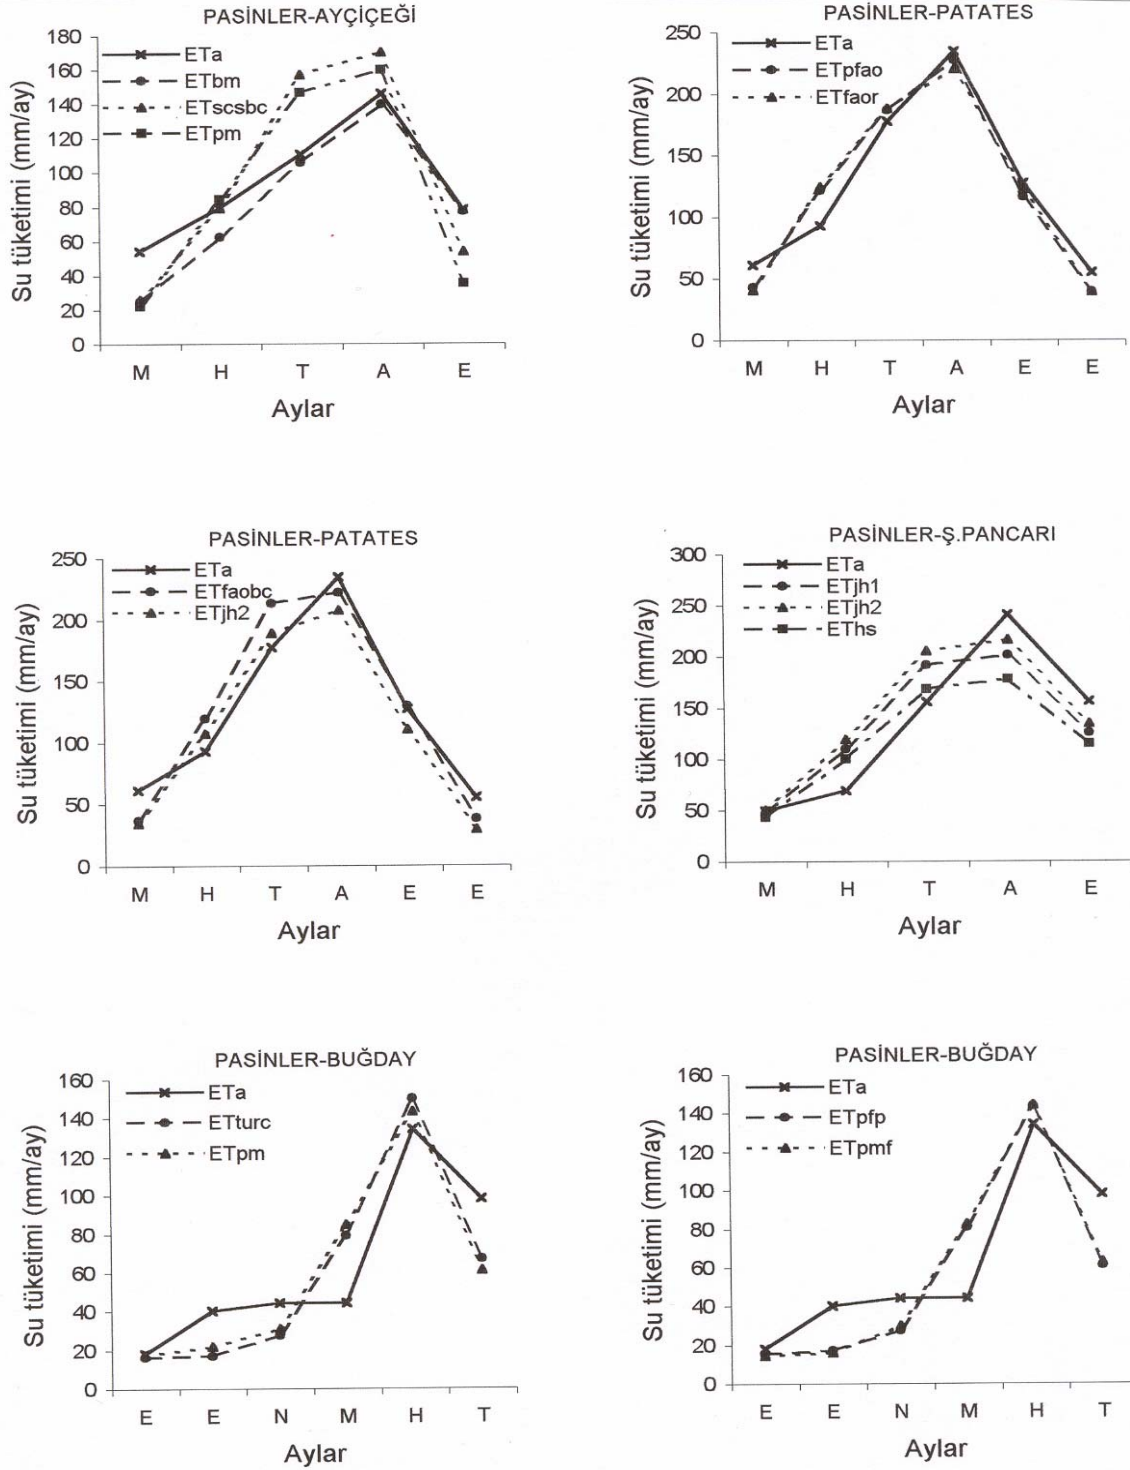 PASİNLER-AYÇİÇEĞİ
ETa
ETbm
ETscsbc
ETpm
Su tüketimi (mm/ay)
180
160
140
120
100
80
60
40
20
0
M H T A E
Aylar
PASİNLER-PATATES
ETa
ETpfao
ETfaor
Su tüketimi (mm/ay)
250
200
150
100
50
0
M H T A E E
Aylar
PASİNLER-PATATES
ETa
ETfaobc
ETjh2
Su tüketimi (mm/ay)
250
200
150
100
50
0
M H T A E E
Aylar
PASİNLER-Ş.PANCARI
ETa
ETjh1
ETjh2
EThs
Su tüketimi (mm/ay)
300
250
200
150
100
50
0
M H T A E
Aylar
PASİNLER-BUĞDAY
ETa
ETturc
ETpm
Su tüketimi (mm/ay)
160
140
120
100
80
60
40
20
0
E E N M H T
Aylar
PASİNLER-BUĞDAY
ETa
ETpfp
ETpmf
Su tüketimi (mm/ay)
160
140
120
100
80
60
40
20
0
E E N M H T
Aylar